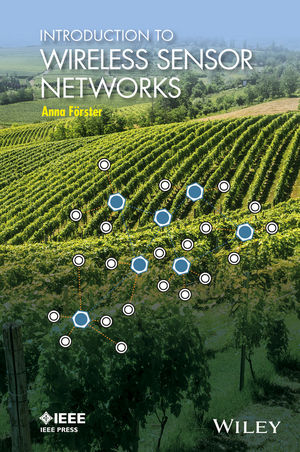 INTRODUCTION TO
WIRELESS SENSOR
NETWORKS
Anna Förster
IEEE
IEEE PRESS
WILEY